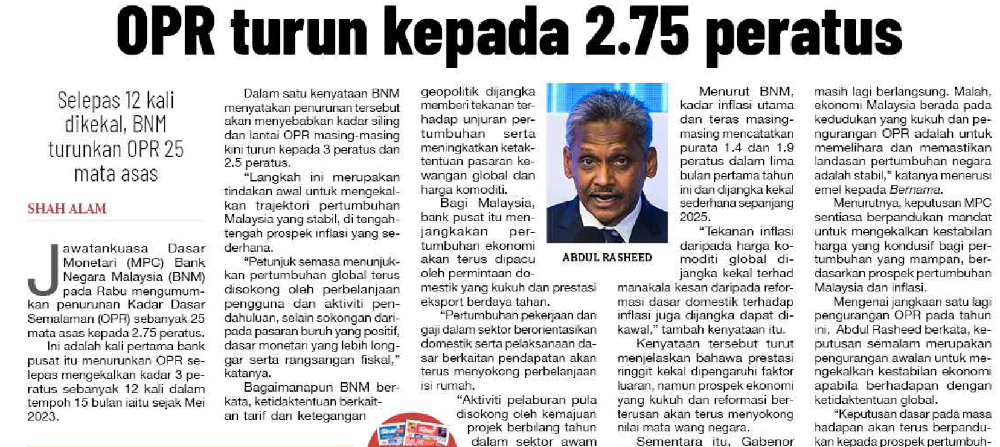 OPR turun kepada 2.75 peratus
Selepas 12 kali
dikekal, BNM
turunkan OPR 25
mata asas
SHAH ALAM
Jawatankuasa Dasar
Monetari (MPC) Bank
Negara Malaysia (BNM)
pada Rabu mengumum-
kan penurunan Kadar Dasar
Semalaman (OPR) sebanyak 25
mata asas kepada 2.75 peratus.
Ini adalah kali pertama bank
pusat itu menurunkan OPR se-
lepas mengekalkan kadar 3 pe-
ratus sebanyak 12 kali dalam
tempoh 15 bulan iaitu sejak Mei
2023.
Dalam satu kenyataan BNM
menyatakan penurunan tersebut
akan menyebabkan kadar siling
dan lantai OPR masing-masing
kini turun kepada 3 peratus dan
2.5 peratus.
“Langkah ini merupakan
tindakan awal untuk mengekal-
kan trajektori pertumbuhan
Malaysia yang stabil, di tengah-
tengah prospek inflasi yang se-
derhana.
“Petunjuk semasa menunjuk-
kan pertumbuhan global terus
disokong oleh perbelanjaan
pengguna dan aktiviti pen-
dahuluan, selain sokongan dari-
pada pasaran buruh yang positif,
dasar monetari yang lebih long-
gar serta rangsangan fiskal,”
katanya.
Bagaimanapun BNM ber-
kata, ketidaktentuan berkait-
an tarif dan ketegangan
geopolitik dijangka
memberi tekanan ter-
hadap unjuran per-
tumbuhan serta
meningkatkan ketak-
tentuan pasaran ke-
wangan global dan
harga komoditi.
Bagi Malaysia,
bank pusat itu men-
jangkakan per-
tumbuhan ekonomi
akan terus dipacu
oleh permintaan do-
mestik yang kukuh dan prestasi
eksport berdaya tahan.
“Pertumbuhan pekerjaan dan
gaji dalam sektor berorientasikan
domestik serta pelaksanaan da-
sar berkaitan pendapatan akan
terus menyokong perbelanjaan
isi rumah.
“Aktiviti pelaburan pula
disokong oleh kemajuan
projek berbilang tahun
dalam sektor awam
ABDUL RASHEED
Menurut BNM,
kadar inflasi utama
dan teras masing-
masing mencatatkan
purata 1.4 dan 1.9
peratus dalam lima
bulan pertama tahun
ini dan dijangka kekal
sederhana sepanjang
2025.
“Tekanan inflasi
daripada harga ko-
moditi global di-
jangka kekal terhad
manakala kesan daripada refor-
masi dasar domestik terhadap
inflasi juga dijangka dapat di-
kawal,” tambah kenyataan itu.
Kenyataan tersebut turut
menjelaskan bahawa prestasi
ringgit kekal dipengaruhi faktor
luaran, namun prospek ekonomi
yang kukuh dan reformasi ber-
terusan akan terus menyokong
nilai mata wang negara.
Sementara itu, Gabenor
masih lagi berlangsung. Malah,
ekonomi Malaysia berada pada
kedudukan yang kukuh dan pe-
ngurangan OPR adalah untuk
memelihara dan memastikan
landasan pertumbuhan negara
adalah stabil,” katanya menerusi
emel kepada Bernama.
Menurutnya, keputusan MPC
sentiasa berpandukan mandat
untuk mengekalkan kestabilan
harga yang kondusif bagi per-
tumbuhan yang mampan, ber-
dasarkan prospek pertumbuhan
Malaysia dan inflasi.
Mengenai jangkaan satu lagi
pengurangan OPR pada tahun
ini, Abdul Rasheed berkata, ke-
putusan semalam merupakan
pengurangan awalan untuk me-
ngekalkan kestabilan ekonomi
apabila berhadapan dengan
ketidaktentuan global.
“Keputusan dasar pada masa
hadapan akan terus berpandu-
kan kepada prospek pertumbuh-